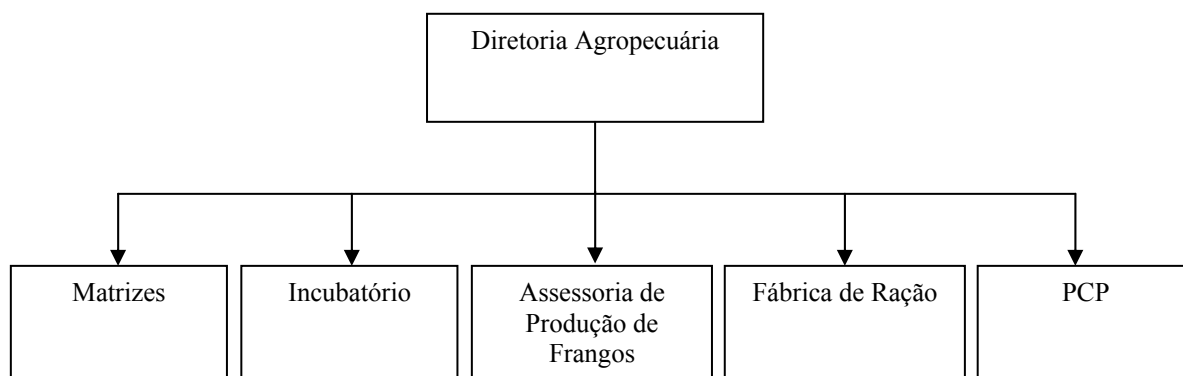 Diretoria Agropecuária
Matrizes
Incubatório
Assessoria de
Produção de
Frangos
Fábrica de Ração
PCP